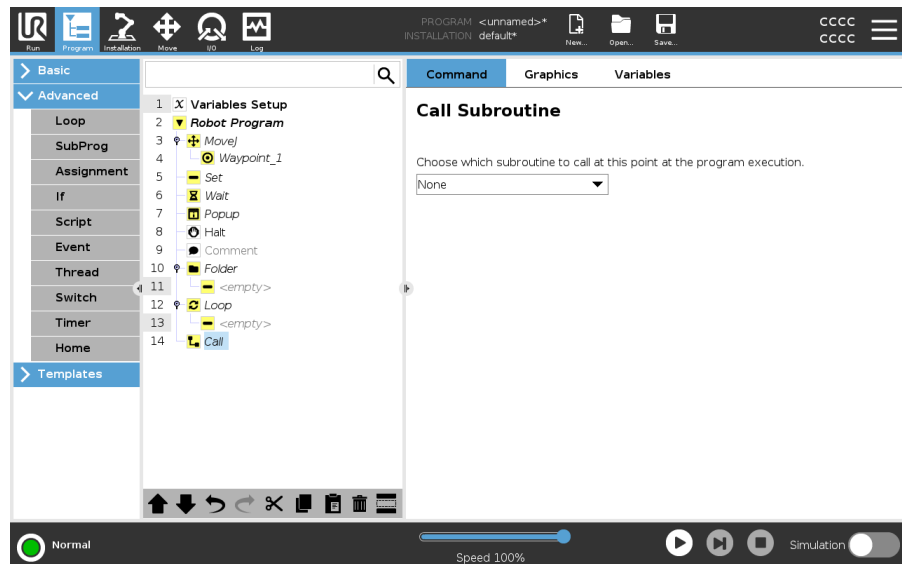 PROGRAM <unnamed>*
INSTALLATION default*
CCCC
CCCC
UR
Run
Program
Installation
Move
I/O
Log
New...
Open...
Save...
Basic
Advanced
Loop
SubProg
Assignment
If
Script
Event
Thread
Switch
Timer
Home
Templates
1 X Variables Setup
2 Robot Program
3 MoveJ
4 Waypoint_1
5 Set
6 Wait
7 Popup
8 Halt
9 Comment
10 Folder
11 <empty>
12 Loop
13 <empty>
14 Call
Command Graphics Variables
Call Subroutine
Choose which subroutine to call at this point at the program execution.
None
Normal
Speed 100%
Simulation